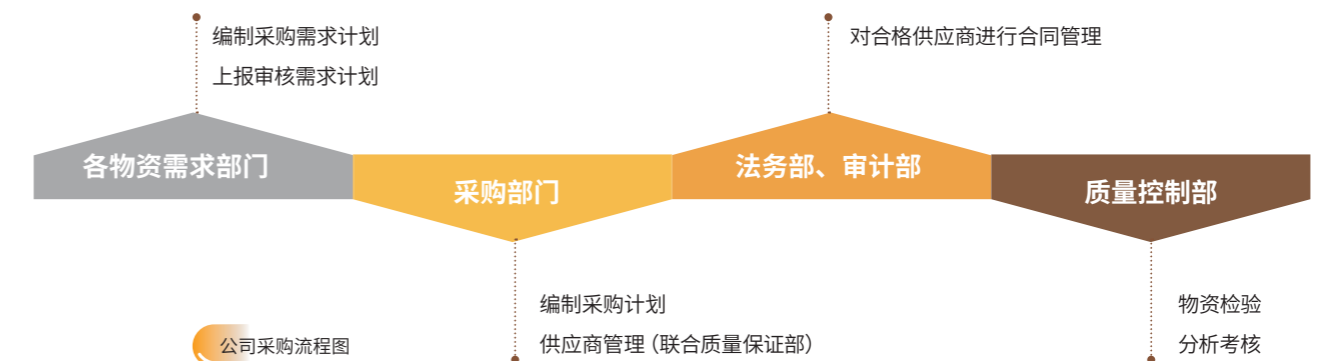 编制采购需求计划
上报审核需求计划
对合格供应商进行合同管理
各物资需求部门
采购部门
法务部、审计部
质量控制部
编制采购计划
供应商管理（联合质量保证部）
物资检验
分析考核
公司采购流程图